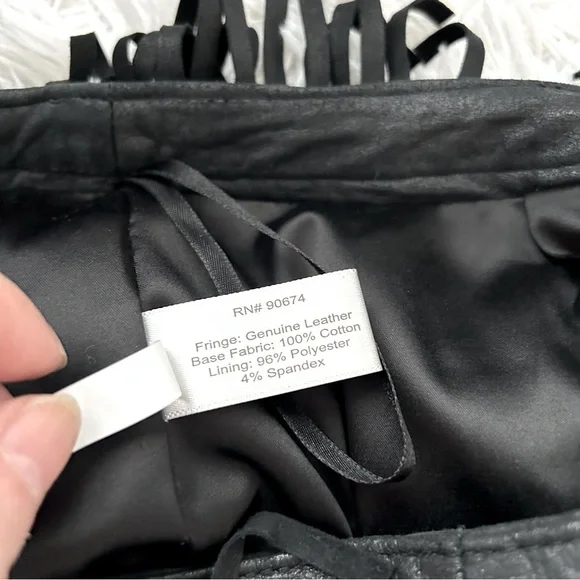 RN# 90674
Fringe: Genuine Leather
Base Fabric: 100% Cotton
Lining: 96% Polyester
4% Spandex